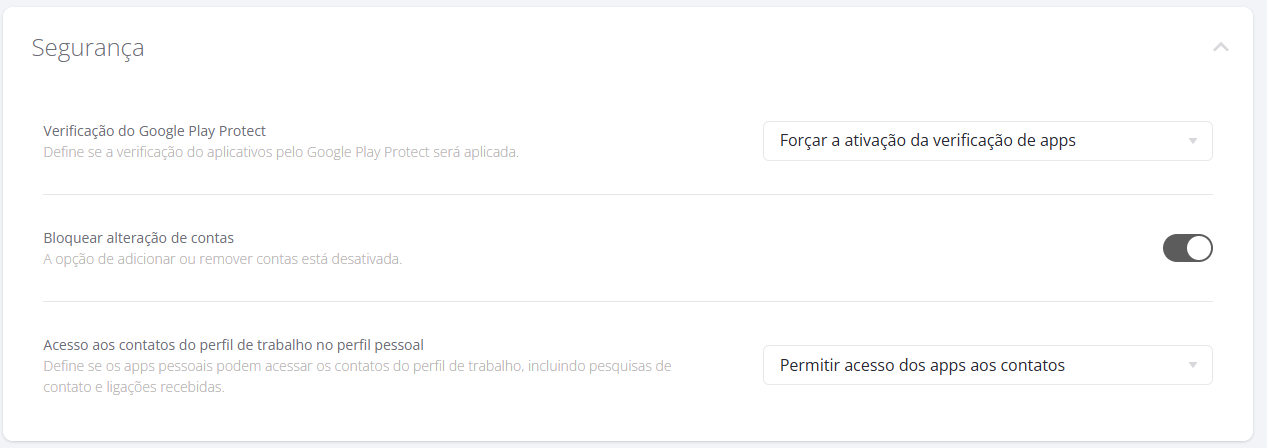 Segurança
Verificação do Google Play Protect
Define se a verificação do aplicativos pelo Google Play Protect será aplicada.
Forçar a ativação da verificação de apps
Bloquear alteração de contas
A opção de adicionar ou remover contas está desativada.
Acesso aos contatos do perfil de trabalho no perfil pessoal
Define se os apps pessoais podem acessar os contatos do perfil de trabalho, incluindo pesquisas de
contato e ligações recebidas.
Permitir acesso dos apps aos contatos